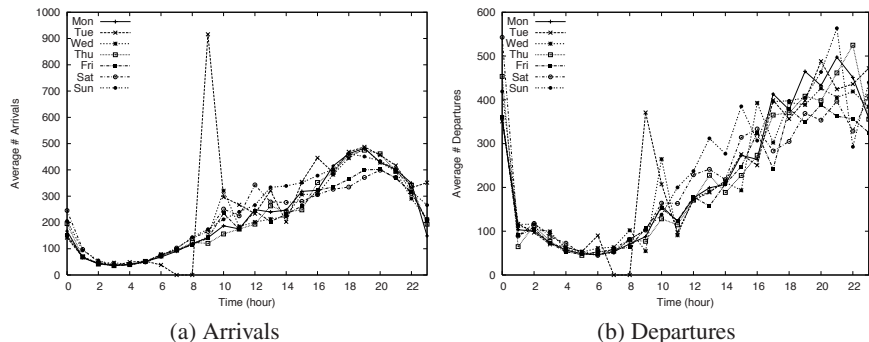 1000
900
800
700
600
500
400
300
200
100
0
Average # Arrivals
Mon
Tue
Wed
Thu
Fri
Sat
Sun
0 2 4 6 8 10 12 14 16 18 20 22
Time (hour)
(a) Arrivals
600
500
400
300
200
100
0
Average # Departures
Mon
Tue
Wed
Thu
Fri
Sat
Sun
0 2 4 6 8 10 12 14 16 18 20 22
Time (hour)
(b) Departures